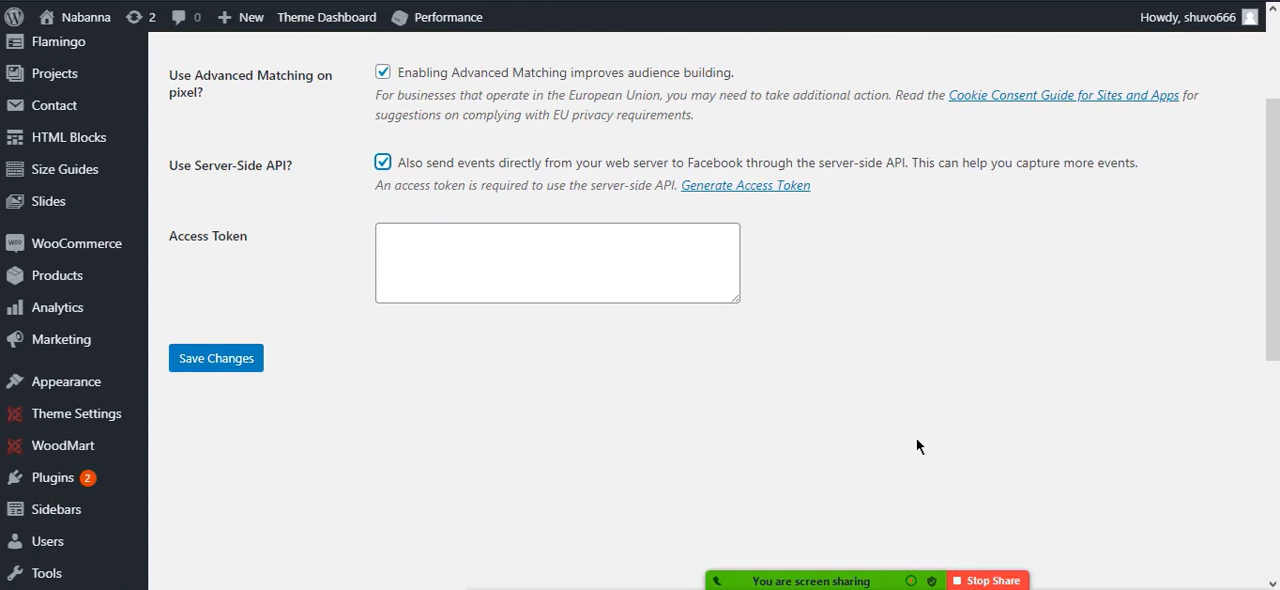 Nabanna 2 0 New Theme Dashboard Performance Howdy, shuvo666
Flamingo
Projects
Contact
HTML Blocks
Size Guides
Slides
WooCommerce
Products
Analytics
Marketing
Appearance
Theme Settings
WoodMart
Plugins 2
Sidebars
Users
Tools
Use Advanced Matching on
pixel?
Enabling Advanced Matching improves audience building.
For businesses that operate in the European Union, you may need to take additional action. Read the Cookie Consent Guide for Sites and Apps for
suggestions on complying with EU privacy requirements.
Use Server-Side API?
Also send events directly from your web server to Facebook through the server-side API. This can help you capture more events.
An access token is required to use the server-side API. Generate Access Token
Access Token
Save Changes
You are screen sharing Stop Share